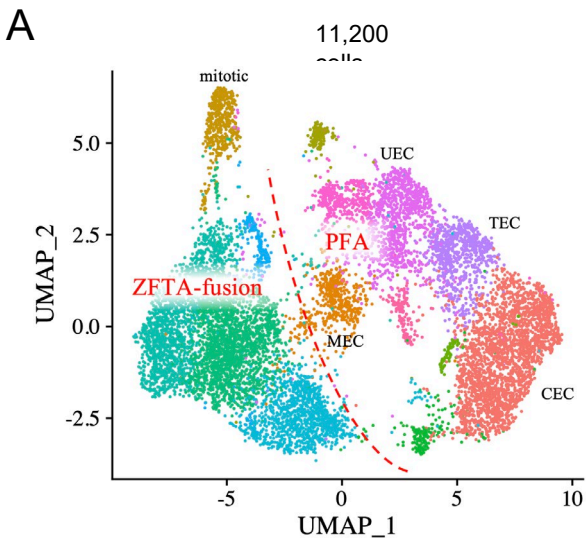 A
11,200
cells
mitotic
UEC
TEC
PFA
ZFTA-fusion
MEC
CEC
UMAP_2
5.0
2.5
0.0
-2.5
-5
0
5
10
UMAP_1